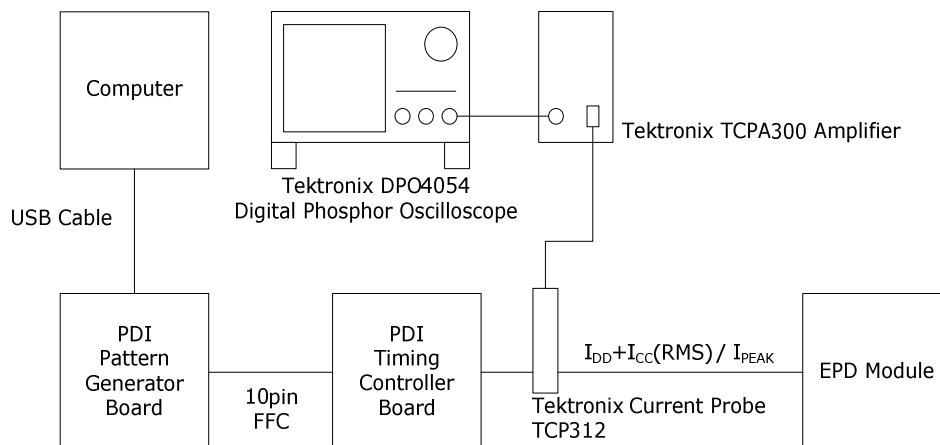 Computer
Tektronix TCPA300 Amplifier
Tektronix DPO4054
Digital Phosphor Oscilloscope
USB Cable
PDI
Pattern
Generator
Board
10pin
FFC
PDI
Timing
Controller
Board
IDD+ICC(RMS) / IPEAK
Tektronix Current Probe
TCP312
EPD Module